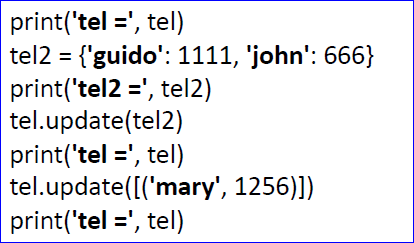 print('tel =', tel)
tel2 = {'guido': 1111, 'john': 666}
print('tel2 =', tel2)
tel.update(tel2)
print('tel =', tel)
tel.update([('mary', 1256)])
print('tel =', tel)